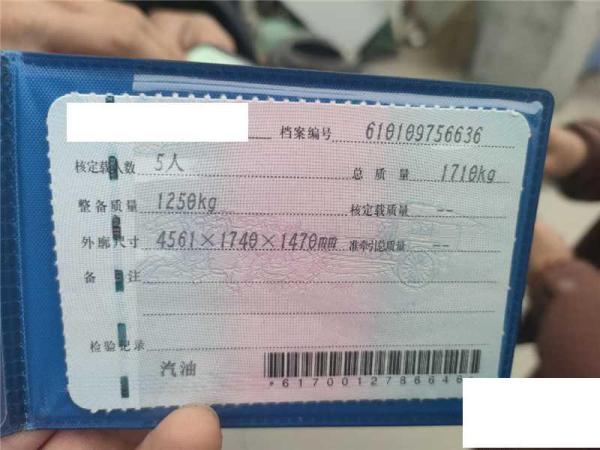 档案编号 610109756636
核定载人数 5人 总质量 1710kg
整备质量 1250kg 核定载质量 --
外廓尺寸 4561×1740×1470mm 准牵引总质量 --
备注
检验记录
汽油
*6170012786646